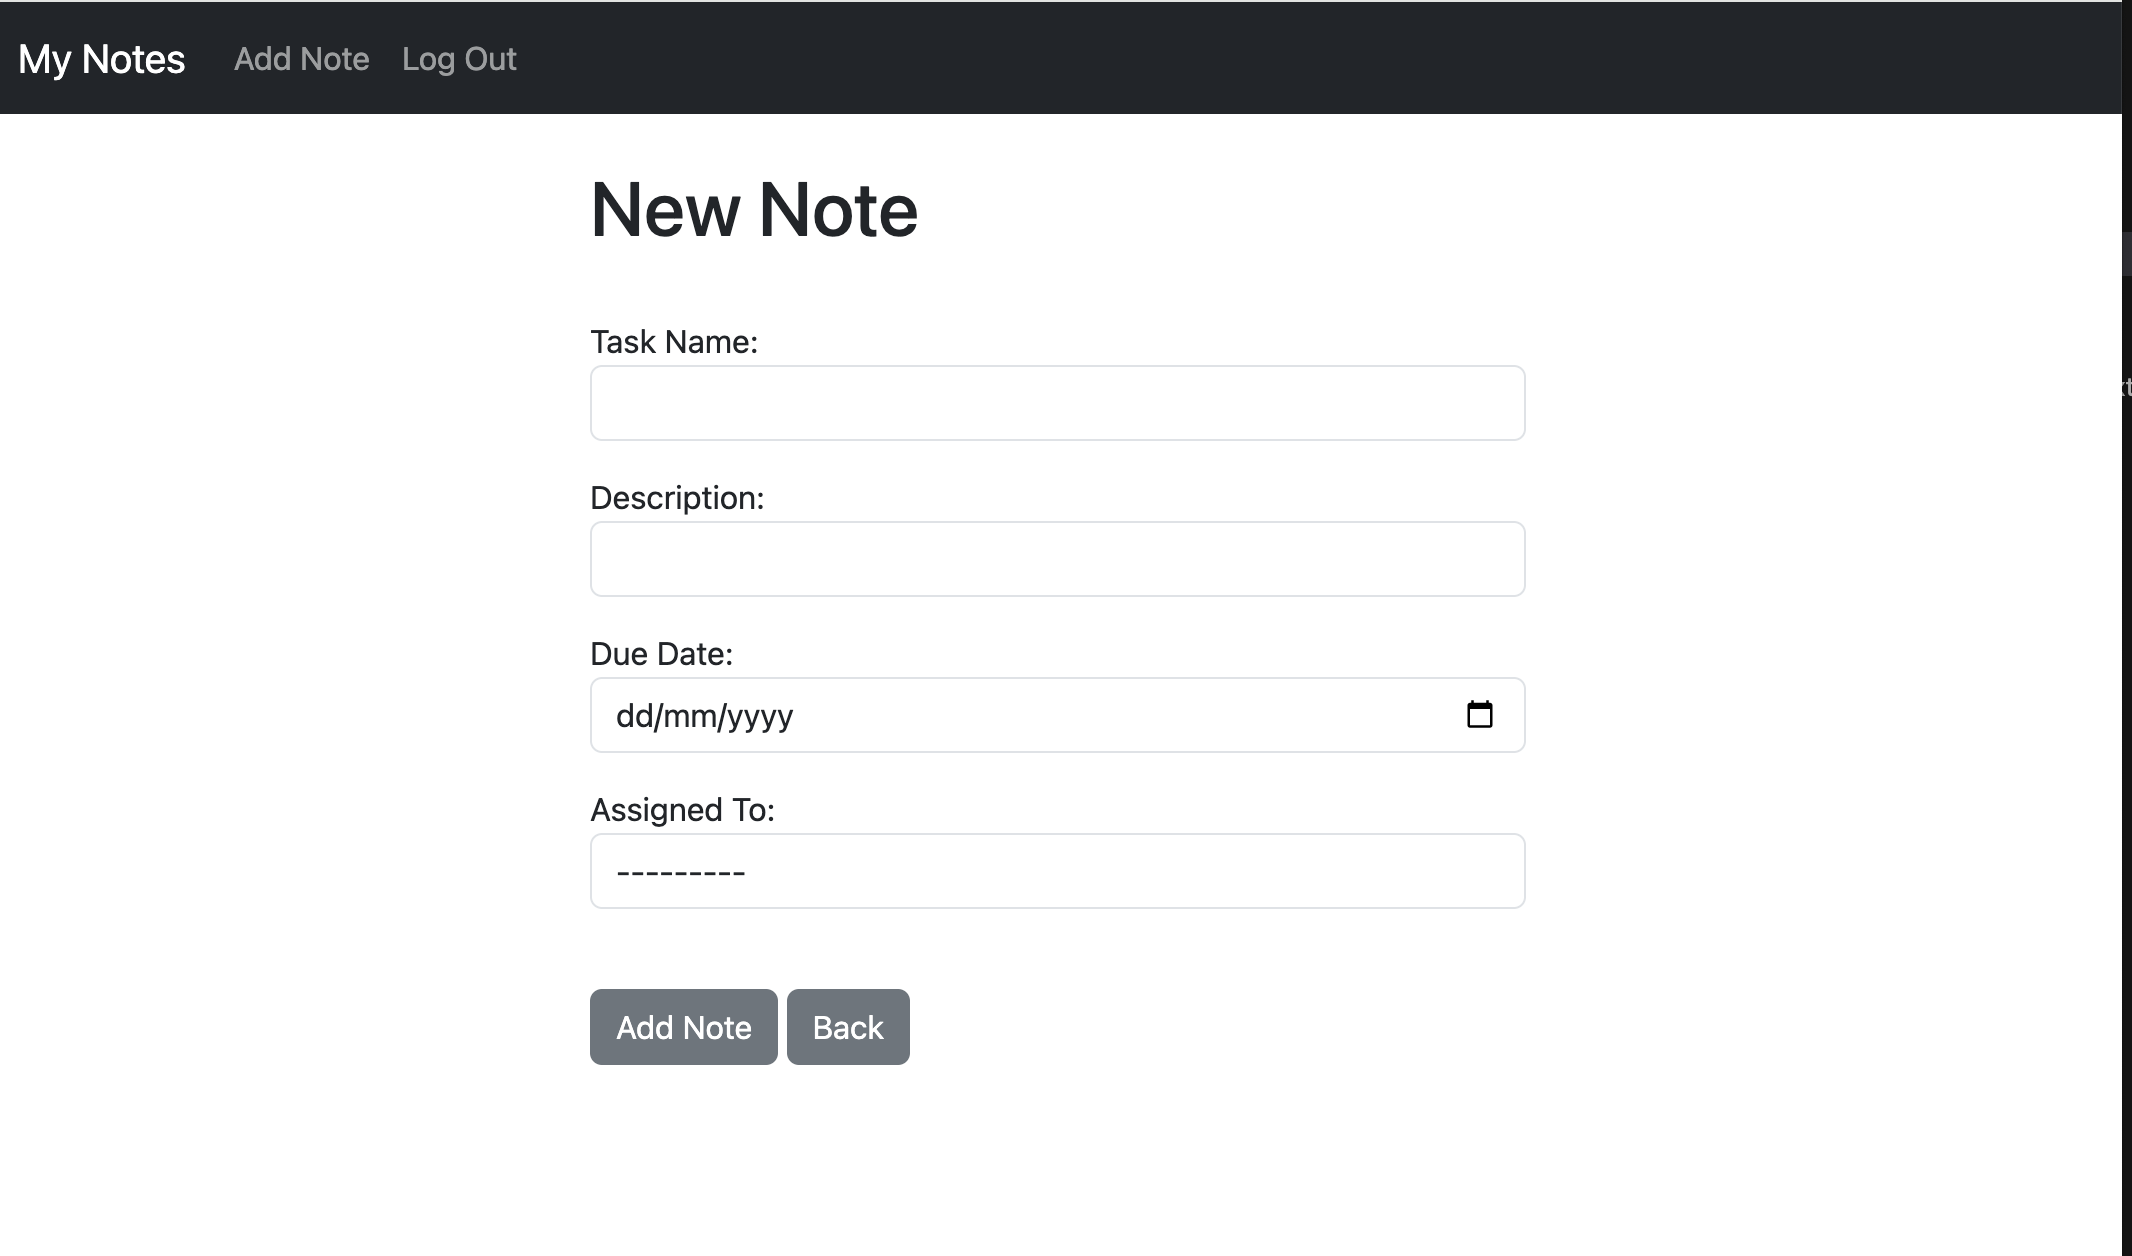 My Notes Add Note Log Out
New Note
Task Name:
Description:
Due Date:
dd/mm/yyyy
Assigned To:
---------
Add Note Back